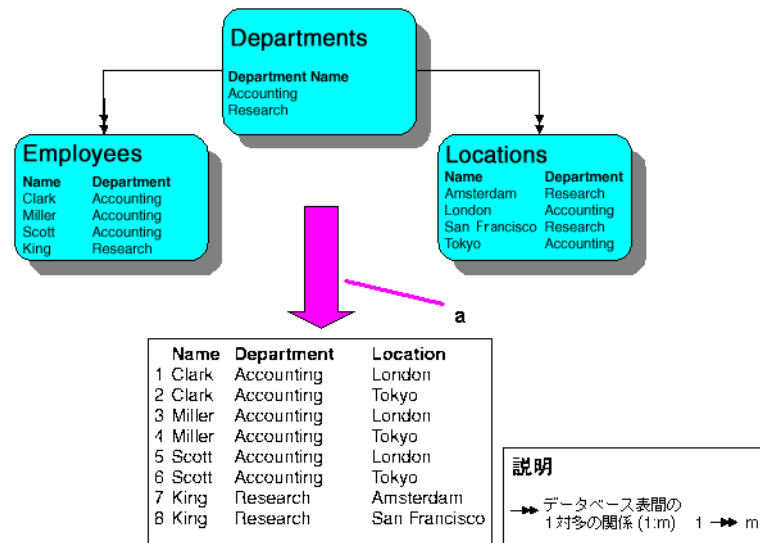 Departments
Department Name
Accounting
Research
Employees
Name Department
Clark Accounting
Miller Accounting
Scott Accounting
King Research
Locations
Name Department
Amsterdam Research
London Accounting
San Francisco Research
Tokyo Accounting
a
Name Department Location
1 Clark Accounting London
2 Clark Accounting Tokyo
3 Miller Accounting London
4 Miller Accounting Tokyo
5 Scott Accounting London
6 Scott Accounting Tokyo
7 King Research Amsterdam
8 King Research San Francisco
説明
データベース表間の
1対多の関係 (1:m) 1 m